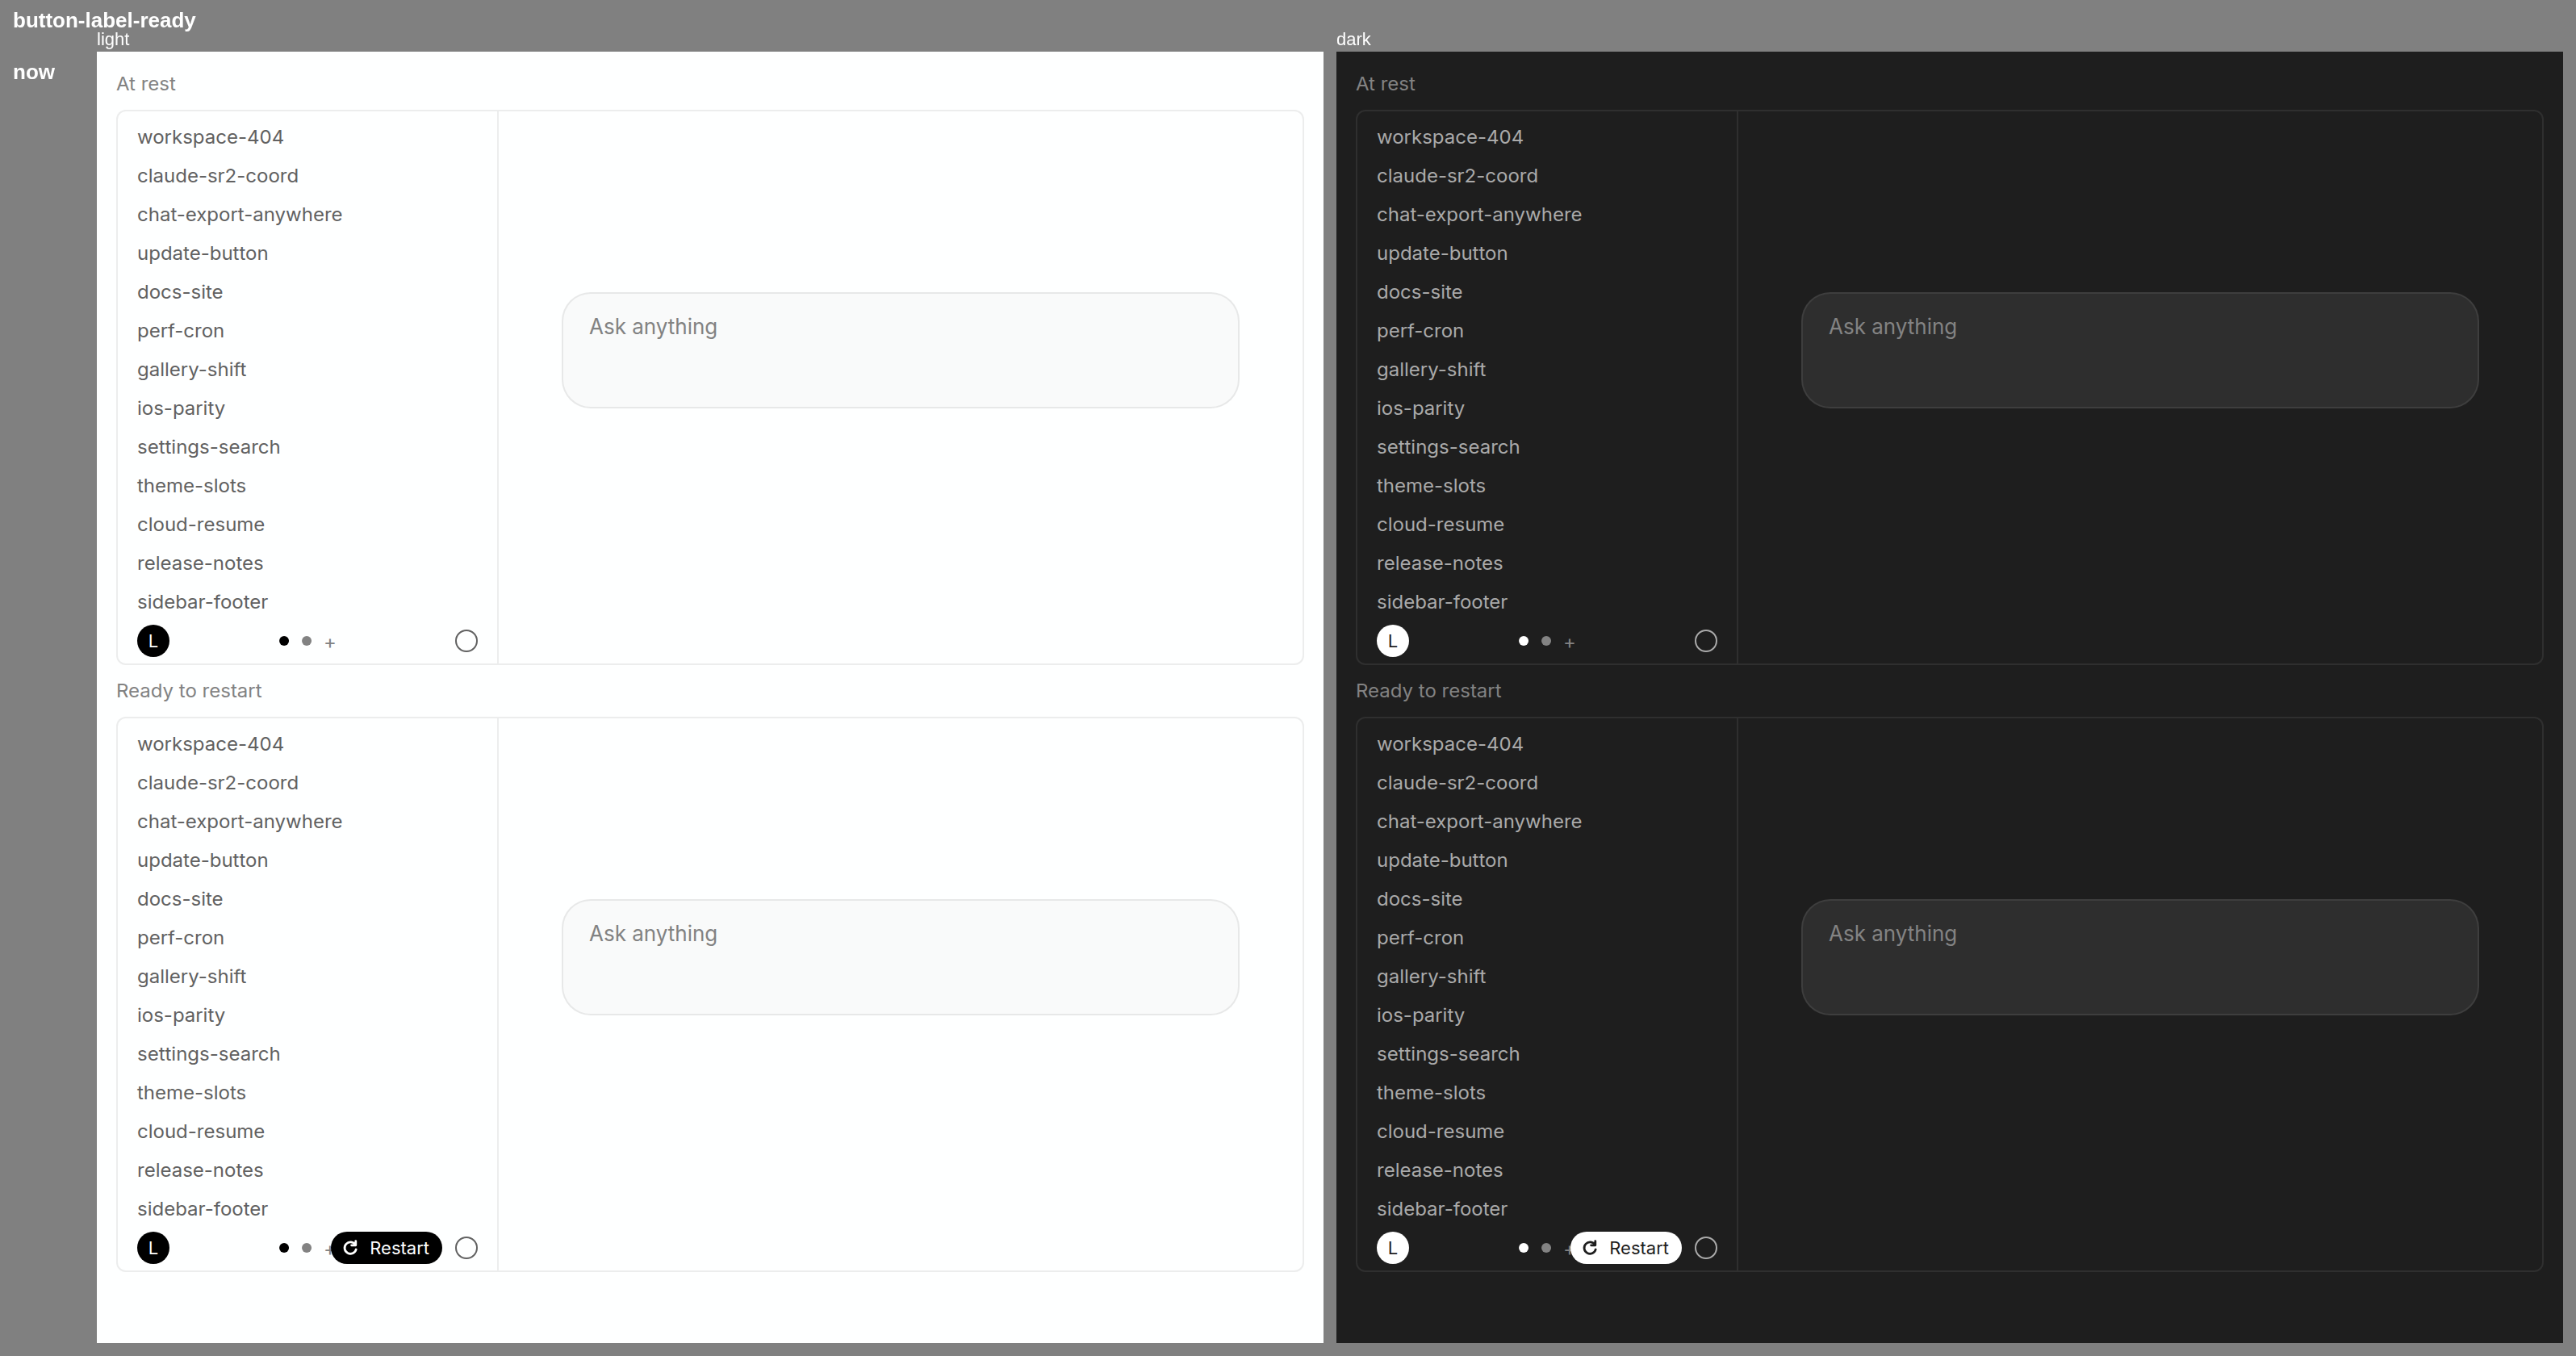 button-label-ready
light
now
At rest
workspace-404
claude-sr2-coord
chat-export-anywhere
update-button
docs-site
perf-cron
gallery-shift
ios-parity
settings-search
theme-slots
cloud-resume
release-notes
sidebar-footer
L
+
Ask anything
Ready to restart
workspace-404
claude-sr2-coord
chat-export-anywhere
update-button
docs-site
perf-cron
gallery-shift
ios-parity
settings-search
theme-slots
cloud-resume
release-notes
sidebar-footer
L
Restart
Ask anything
dark
At rest
workspace-404
claude-sr2-coord
chat-export-anywhere
update-button
docs-site
perf-cron
gallery-shift
ios-parity
settings-search
theme-slots
cloud-resume
release-notes
sidebar-footer
L
+
Ask anything
Ready to restart
workspace-404
claude-sr2-coord
chat-export-anywhere
update-button
docs-site
perf-cron
gallery-shift
ios-parity
settings-search
theme-slots
cloud-resume
release-notes
sidebar-footer
L
Restart
Ask anything